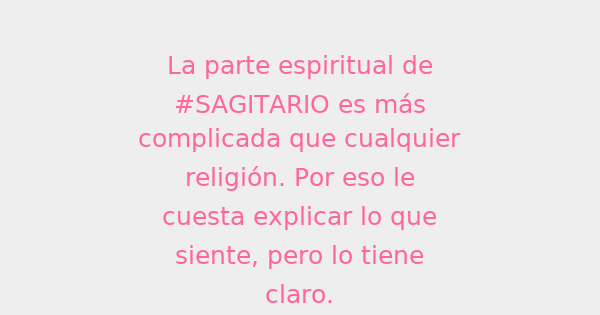 La parte espiritual de
#SAGITARIO es más
complicada que cualquier
religión. Por eso le
cuesta explicar lo que
siente, pero lo tiene
claro.